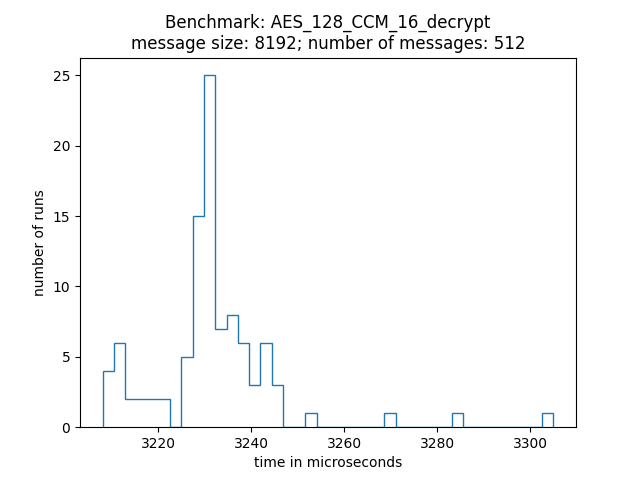 Benchmark: AES_128_CCM_16_decrypt
message size: 8192; number of messages: 512
25
20
15
10
5
0
number of runs
3220 3240 3260 3280 3300
time in microseconds